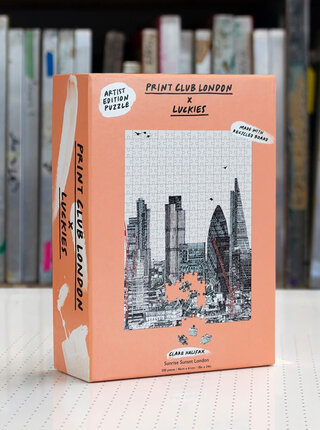 ARTIST
EDITION
PUZZLE
PRINT CLUB LONDON
X
LUCKIES
MADE WITH
RECYCLED BOARD
CLARE HALIFAX
Sunrise Sunset London
PRINT CLUB LONDON
X
LUCKIES